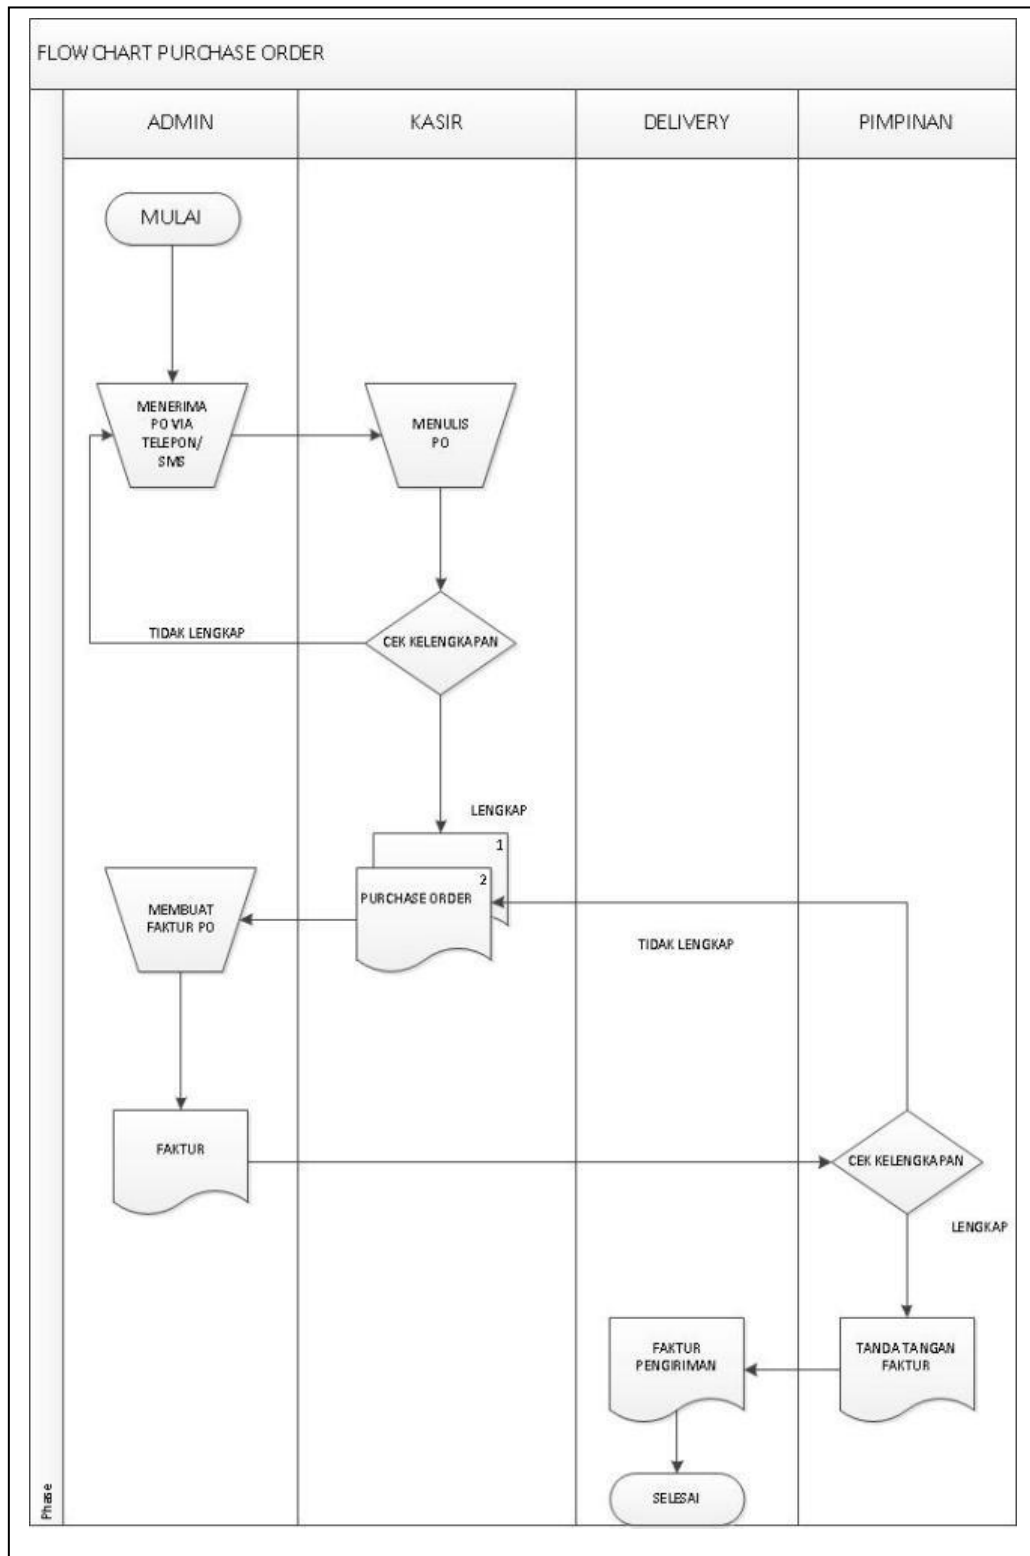 FLOW CHART PURCHASE ORDER
ADMIN
KASIR
DELIVERY
PIMPINAN
MULAI
MENERIMA
PO VIA
TELEPON/
SMS
MENULIS
PO
TIDAK LENGKAP
CEK KELENGKAPAN
LENGKAP
1
2
PURCHASE ORDER
MEMBUAT
FAKTUR PO
TIDAK LENGKAP
FAKTUR
CEK KELENGKAPAN
LENGKAP
FAKTUR
PENGIRIMAN
TANDA TANGAN
FAKTUR
SELESAI
Phase